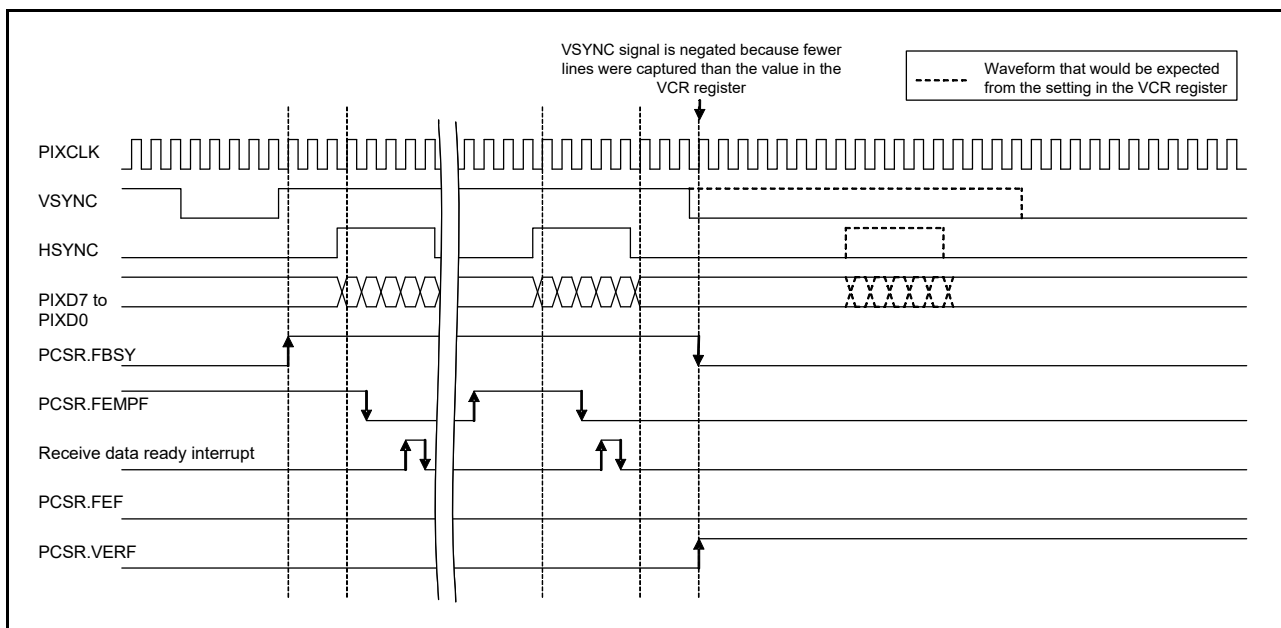 VSYNC signal is negated because fewer
lines were captured than the value in the
VCR register
Waveform that would be expected
from the setting in the VCR register
PIXCLK
VSYNC
HSYNC
PIXD7 to
PIXD0
PCSR.FBSY
PCSR.FEMPF
Receive data ready interrupt
PCSR.FEF
PCSR.VERF